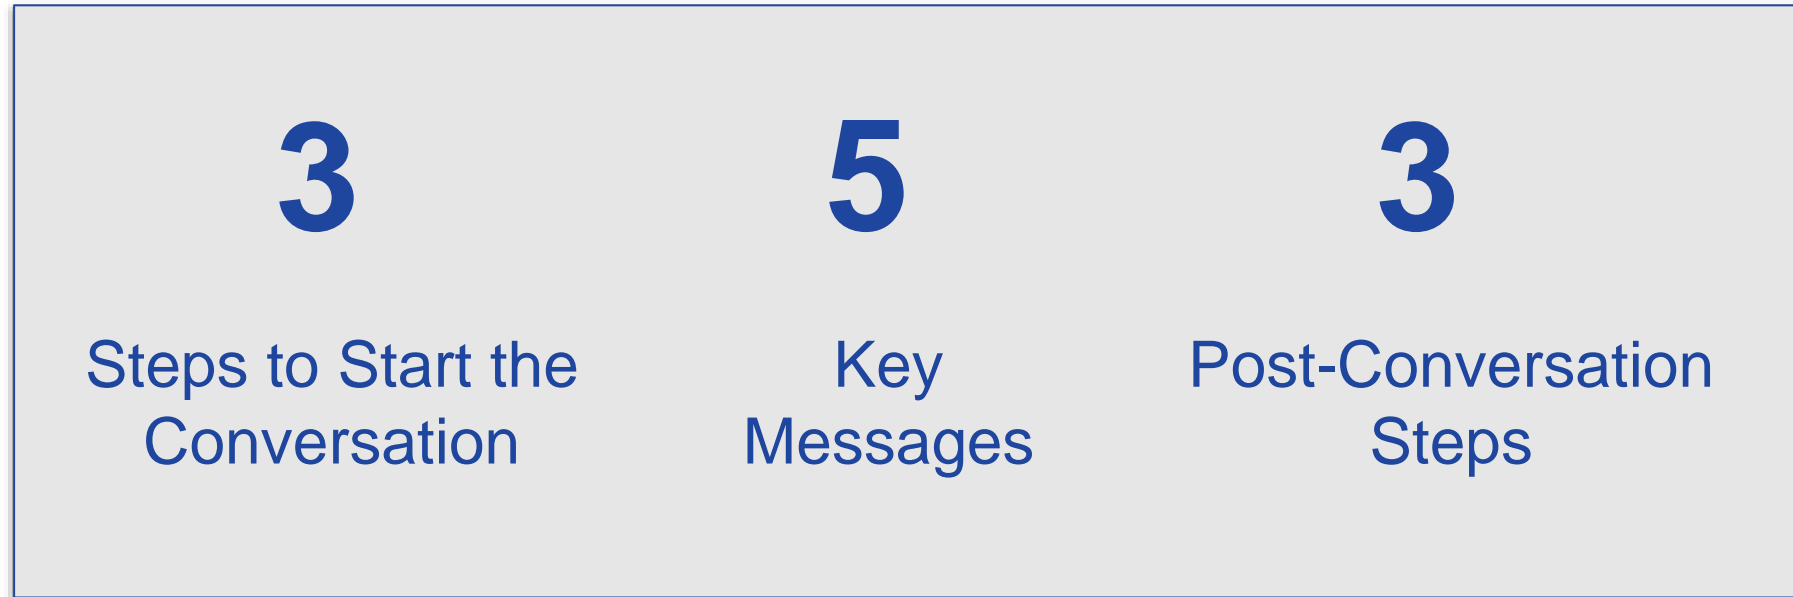 3
Steps to Start the
Conversation
5
Key
Messages
3
Post-Conversation
Steps